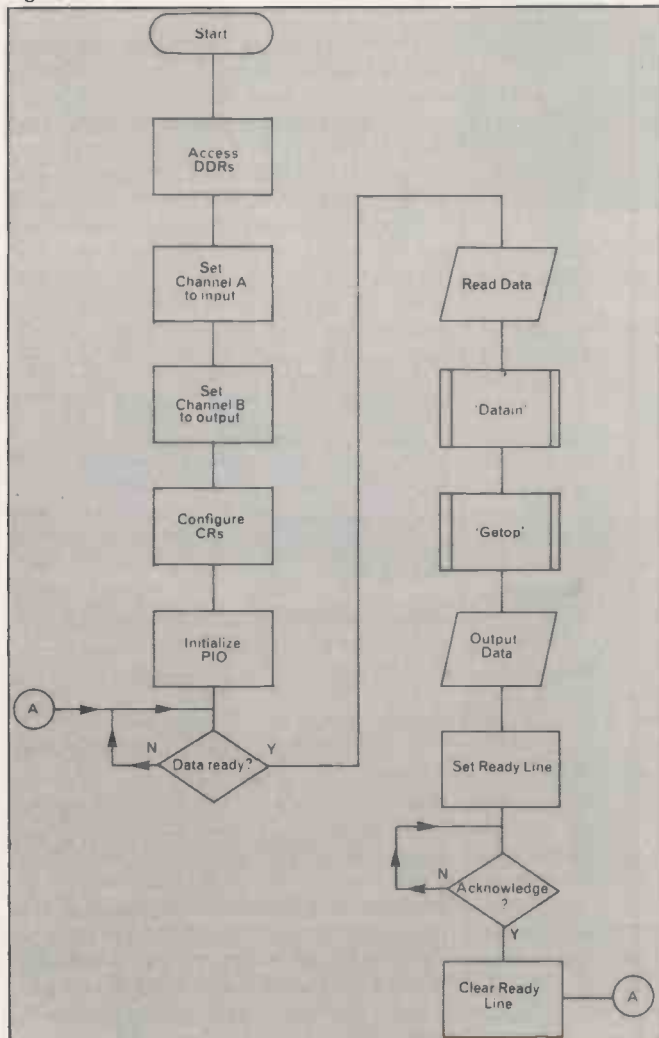 Start
Access
DDRs
Set
Channel A
to input
Set
Channel B
to output
Configure
CRs
Initialize
PIO
A
N
Y
Data ready?
Read Data
'Datain'
'Getop'
Output
Data
Set Ready Line
N
Acknowledge
?
Y
Clear Ready
Line
A